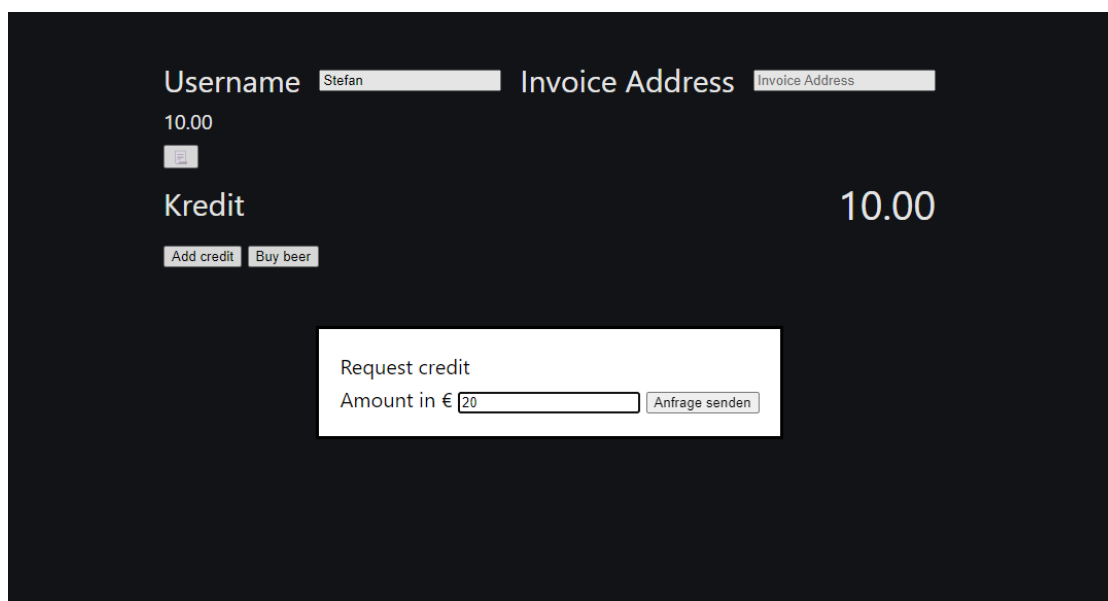 Username Stefan Invoice Address Invoice Address
10.00
Kredit 10.00
Add credit Buy beer
Request credit
Amount in € 20 Anfrage senden